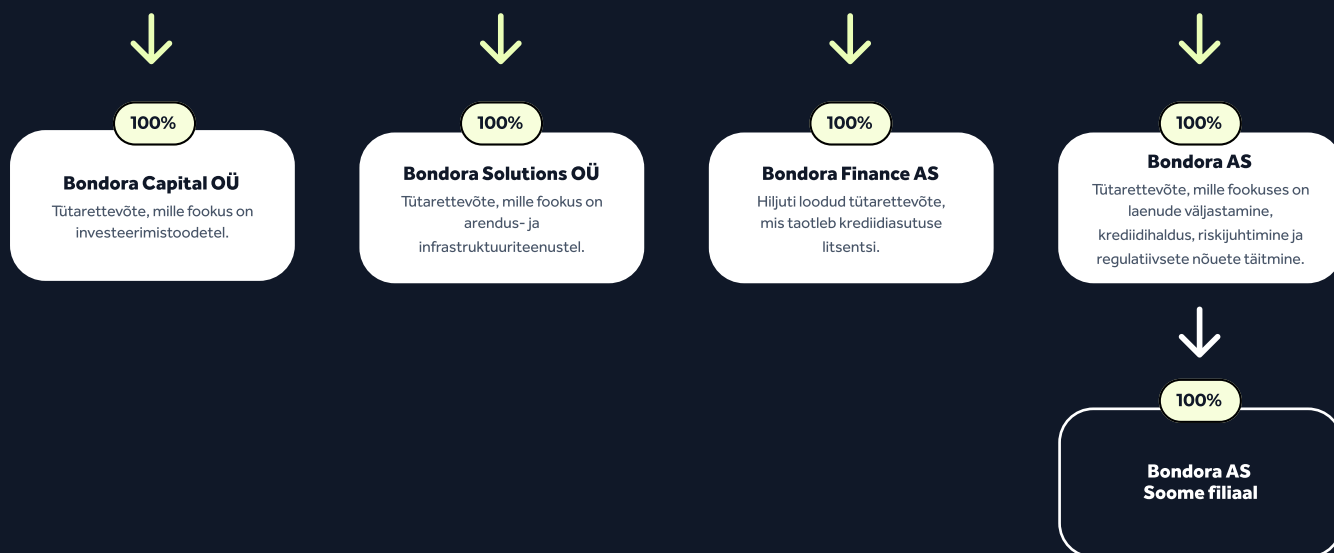 100%
Bondora Capital OÜ
Tütarettevõte, mille fookus on
investeerimistoodetel.
100%
Bondora Solutions OÜ
Tütarettevõte, mille fookus on
arendus- ja
infrastruktuuriteenustel.
100%
Bondora Finance AS
Hiljuti loodud tütarettevõte,
mis taotleb krediidiasutuse
litsentsi.
100%
Bondora AS
Tütarettevõte, mille fookuses on
laenude väljastamine,
krediidihaldus, riskijuhtimine ja
regulatiivsete nõuete täitmine.
100%
Bondora AS
Soome filiaal